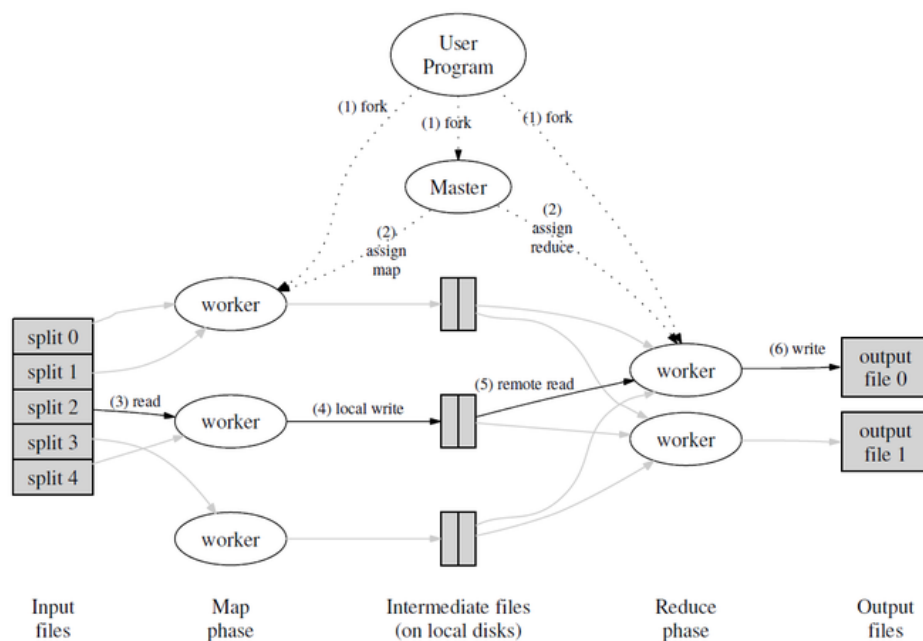 User
Program
(1) fork
(1) fork
(1) fork
Master
(2)
assign
map
(2)
assign
reduce
worker
split 0
split 1
split 2
split 3
split 4
(3) read
worker
(4) local write
(5) remote read
worker
(6) write
output
file 0
worker
output
file 1
worker
Input
files
Map
phase
Intermediate files
(on local disks)
Reduce
phase
Output
files